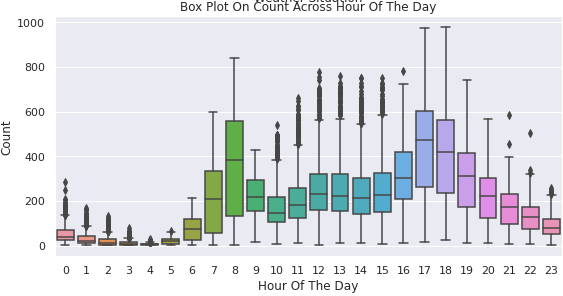 Weather Situation
Box Plot On Count Across Hour Of The Day
1000
800
600
400
200
0
Count
0 1 2 3 4 5 6 7 8 9 10 11 12 13 14 15 16 17 18 19 20 21 22 23
Hour Of The Day